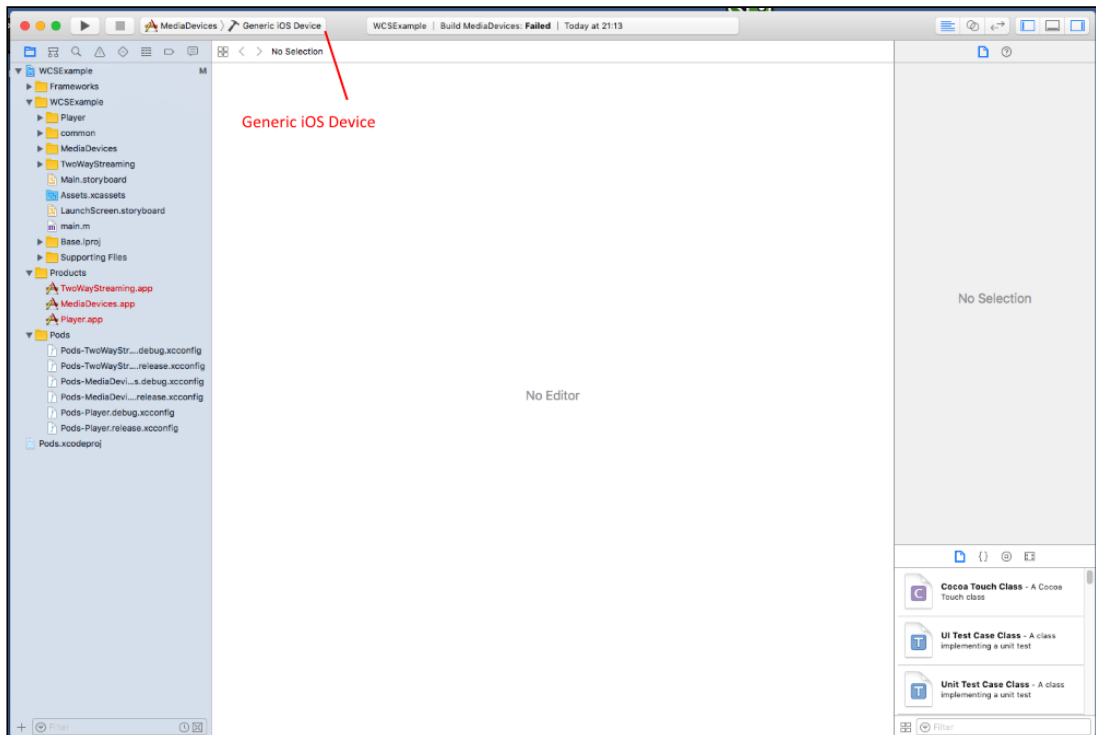 MediaDevices Generic iOS Device
WCSExample | Build MediaDevices: Failed | Today at 21:13
No Selection
WCSExample M
Frameworks
WCSExample
Player
common
MediaDevices
TwoWayStreaming
Main.storyboard
Assets.xcassets
LaunchScreen.storyboard
m main.m
Base.lproj
Supporting Files
Products
TwoWayStreaming.app
MediaDevices.app
Player.app
Pods
Pods-TwoWayStr....debug.xcconfig
Pods-TwoWayStr....release.xcconfig
Pods-MediaDevi...s.debug.xcconfig
Pods-MediaDevi....release.xcconfig
Pods-Player.debug.xcconfig
Pods-Player.release.xcconfig
Pods.xcodeproj
Filter
Generic iOS Device
No Editor
No Selection
{}
C
Cocoa Touch Class - A Cocoa
Touch class
T
UI Test Case Class - A class
implementing a unit test
T
Unit Test Case Class - A class
implementing a unit test
Filter